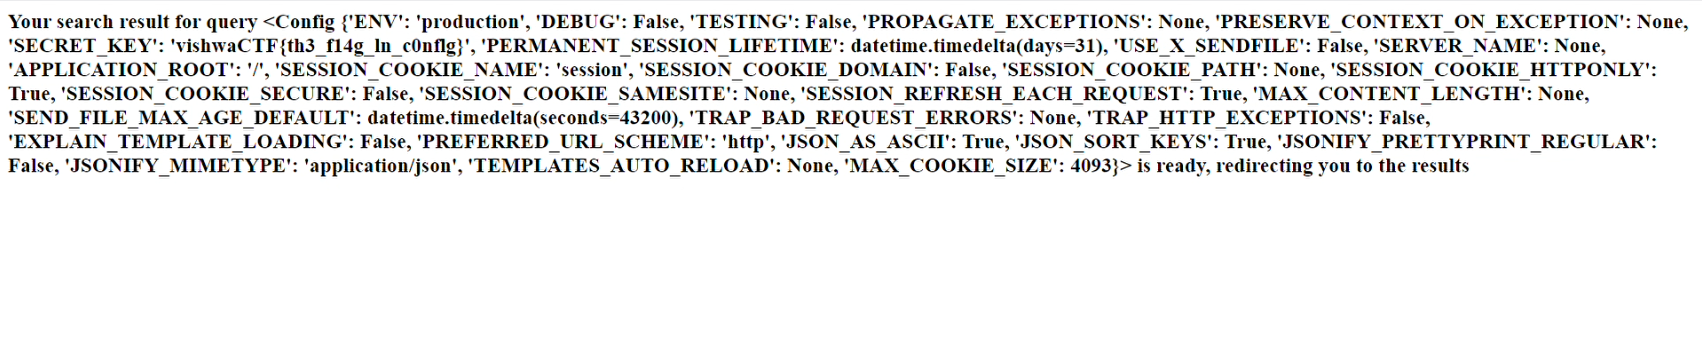 Your search result for query <Config {'ENV': 'production', 'DEBUG': False, 'TESTING': False, 'PROPAGATE_EXCEPTIONS': None, 'PRESERVE_CONTEXT_ON_EXCEPTION': None,
'SECRET_KEY': 'vishwaCTF{th3_f14g_ln_c0nflg}', 'PERMANENT_SESSION_LIFETIME': datetime.timedelta(days=31), 'USE_X_SENDFILE': False, 'SERVER_NAME': None,
'APPLICATION_ROOT': '/', 'SESSION_COOKIE_NAME': 'session', 'SESSION_COOKIE_DOMAIN': False, 'SESSION_COOKIE_PATH': None, 'SESSION_COOKIE_HTTPONLY':
True, 'SESSION_COOKIE_SECURE': False, 'SESSION_COOKIE_SAMESITE': None, 'SESSION_REFRESH_EACH_REQUEST': True, 'MAX_CONTENT_LENGTH': None,
'SEND_FILE_MAX_AGE_DEFAULT': datetime.timedelta(seconds=43200), 'TRAP_BAD_REQUEST_ERRORS': None, 'TRAP_HTTP_EXCEPTIONS': False,
'EXPLAIN_TEMPLATE_LOADING': False, 'PREFERRED_URL_SCHEME': 'http', 'JSON_AS_ASCII': True, 'JSON_SORT_KEYS': True, 'JSONIFY_PRETTYPRINT_REGULAR':
False, 'JSONIFY_MIMETYPE': 'application/json', 'TEMPLATES_AUTO_RELOAD': None, 'MAX_COOKIE_SIZE': 4093}> is ready, redirecting you to the results